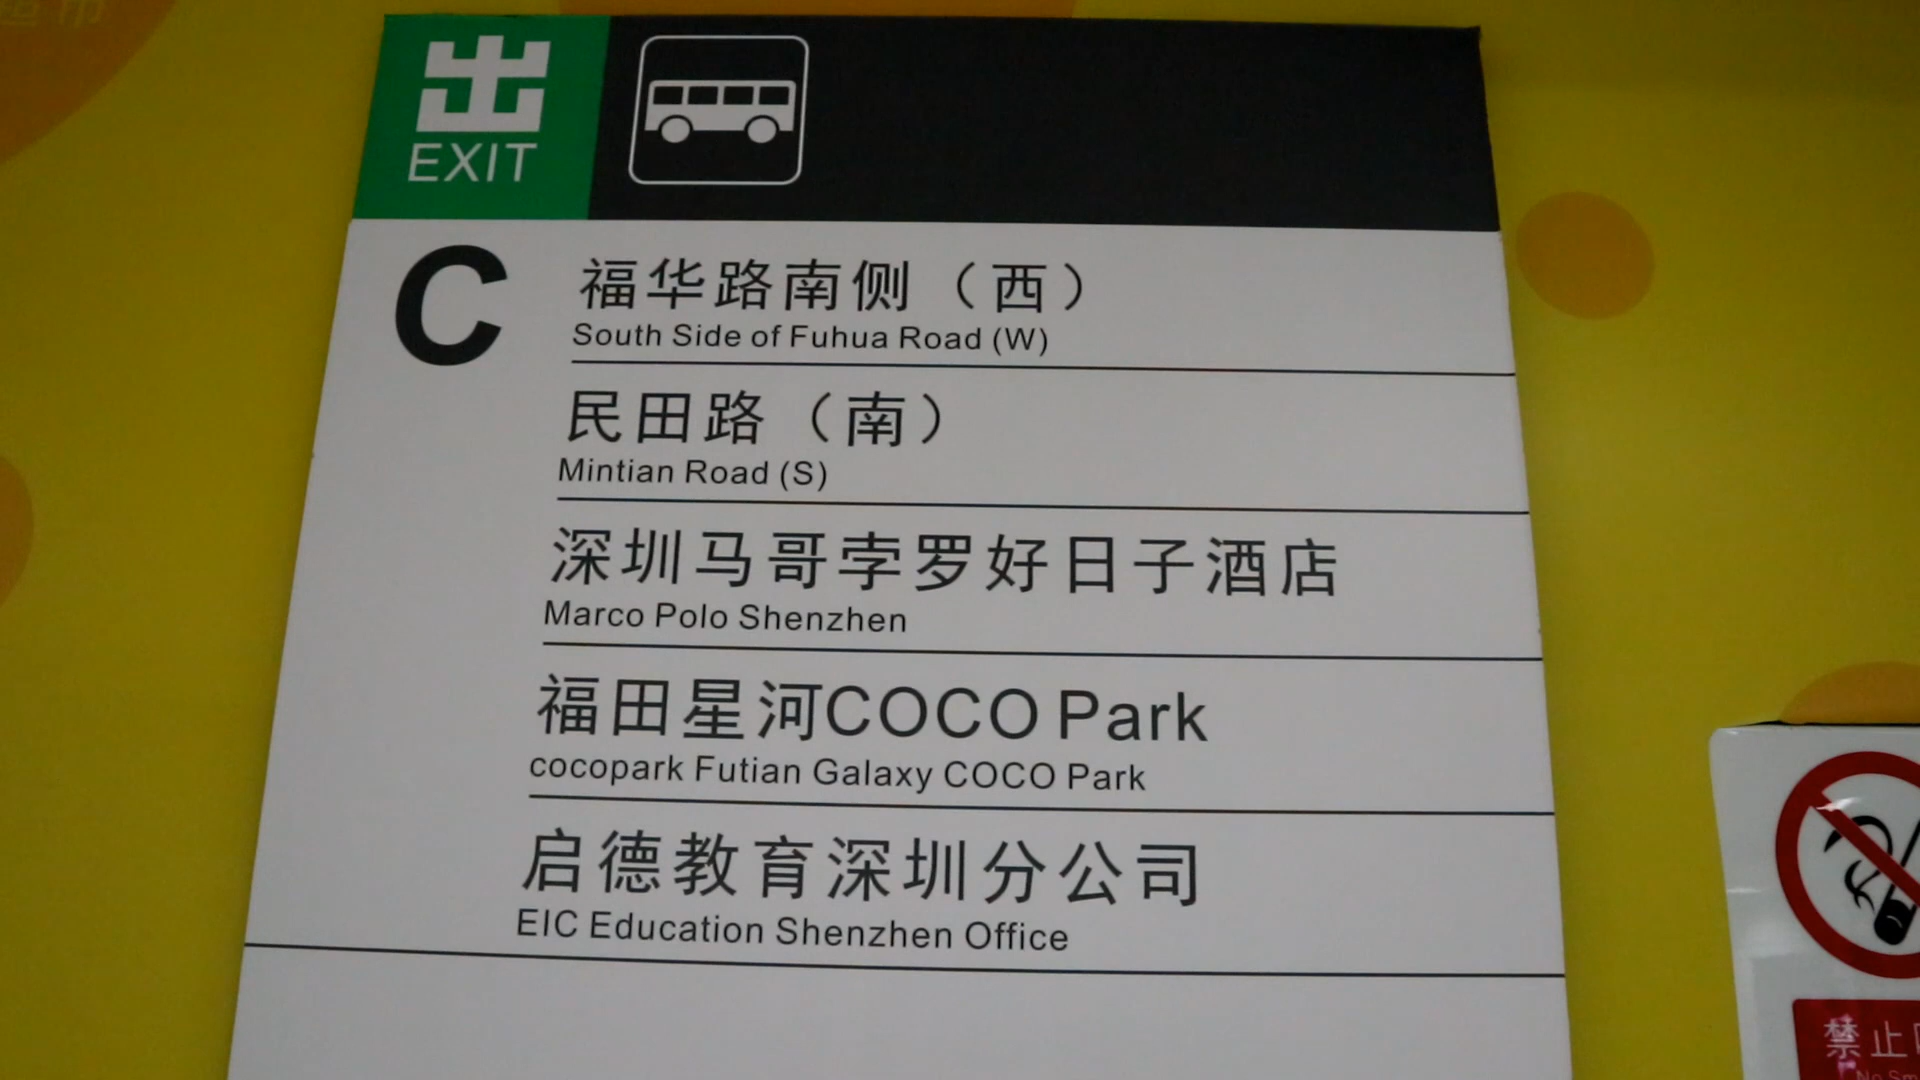 出
EXIT
C
福华路南侧（西）
South Side of Fuhua Road (W)
民田路（南）
Mintian Road (S)
深圳马哥孛罗好日子酒店
Marco Polo Shenzhen
福田星河COCO Park
cocopark Futian Galaxy COCO Park
启德教育深圳分公司
EIC Education Shenzhen Office
禁止